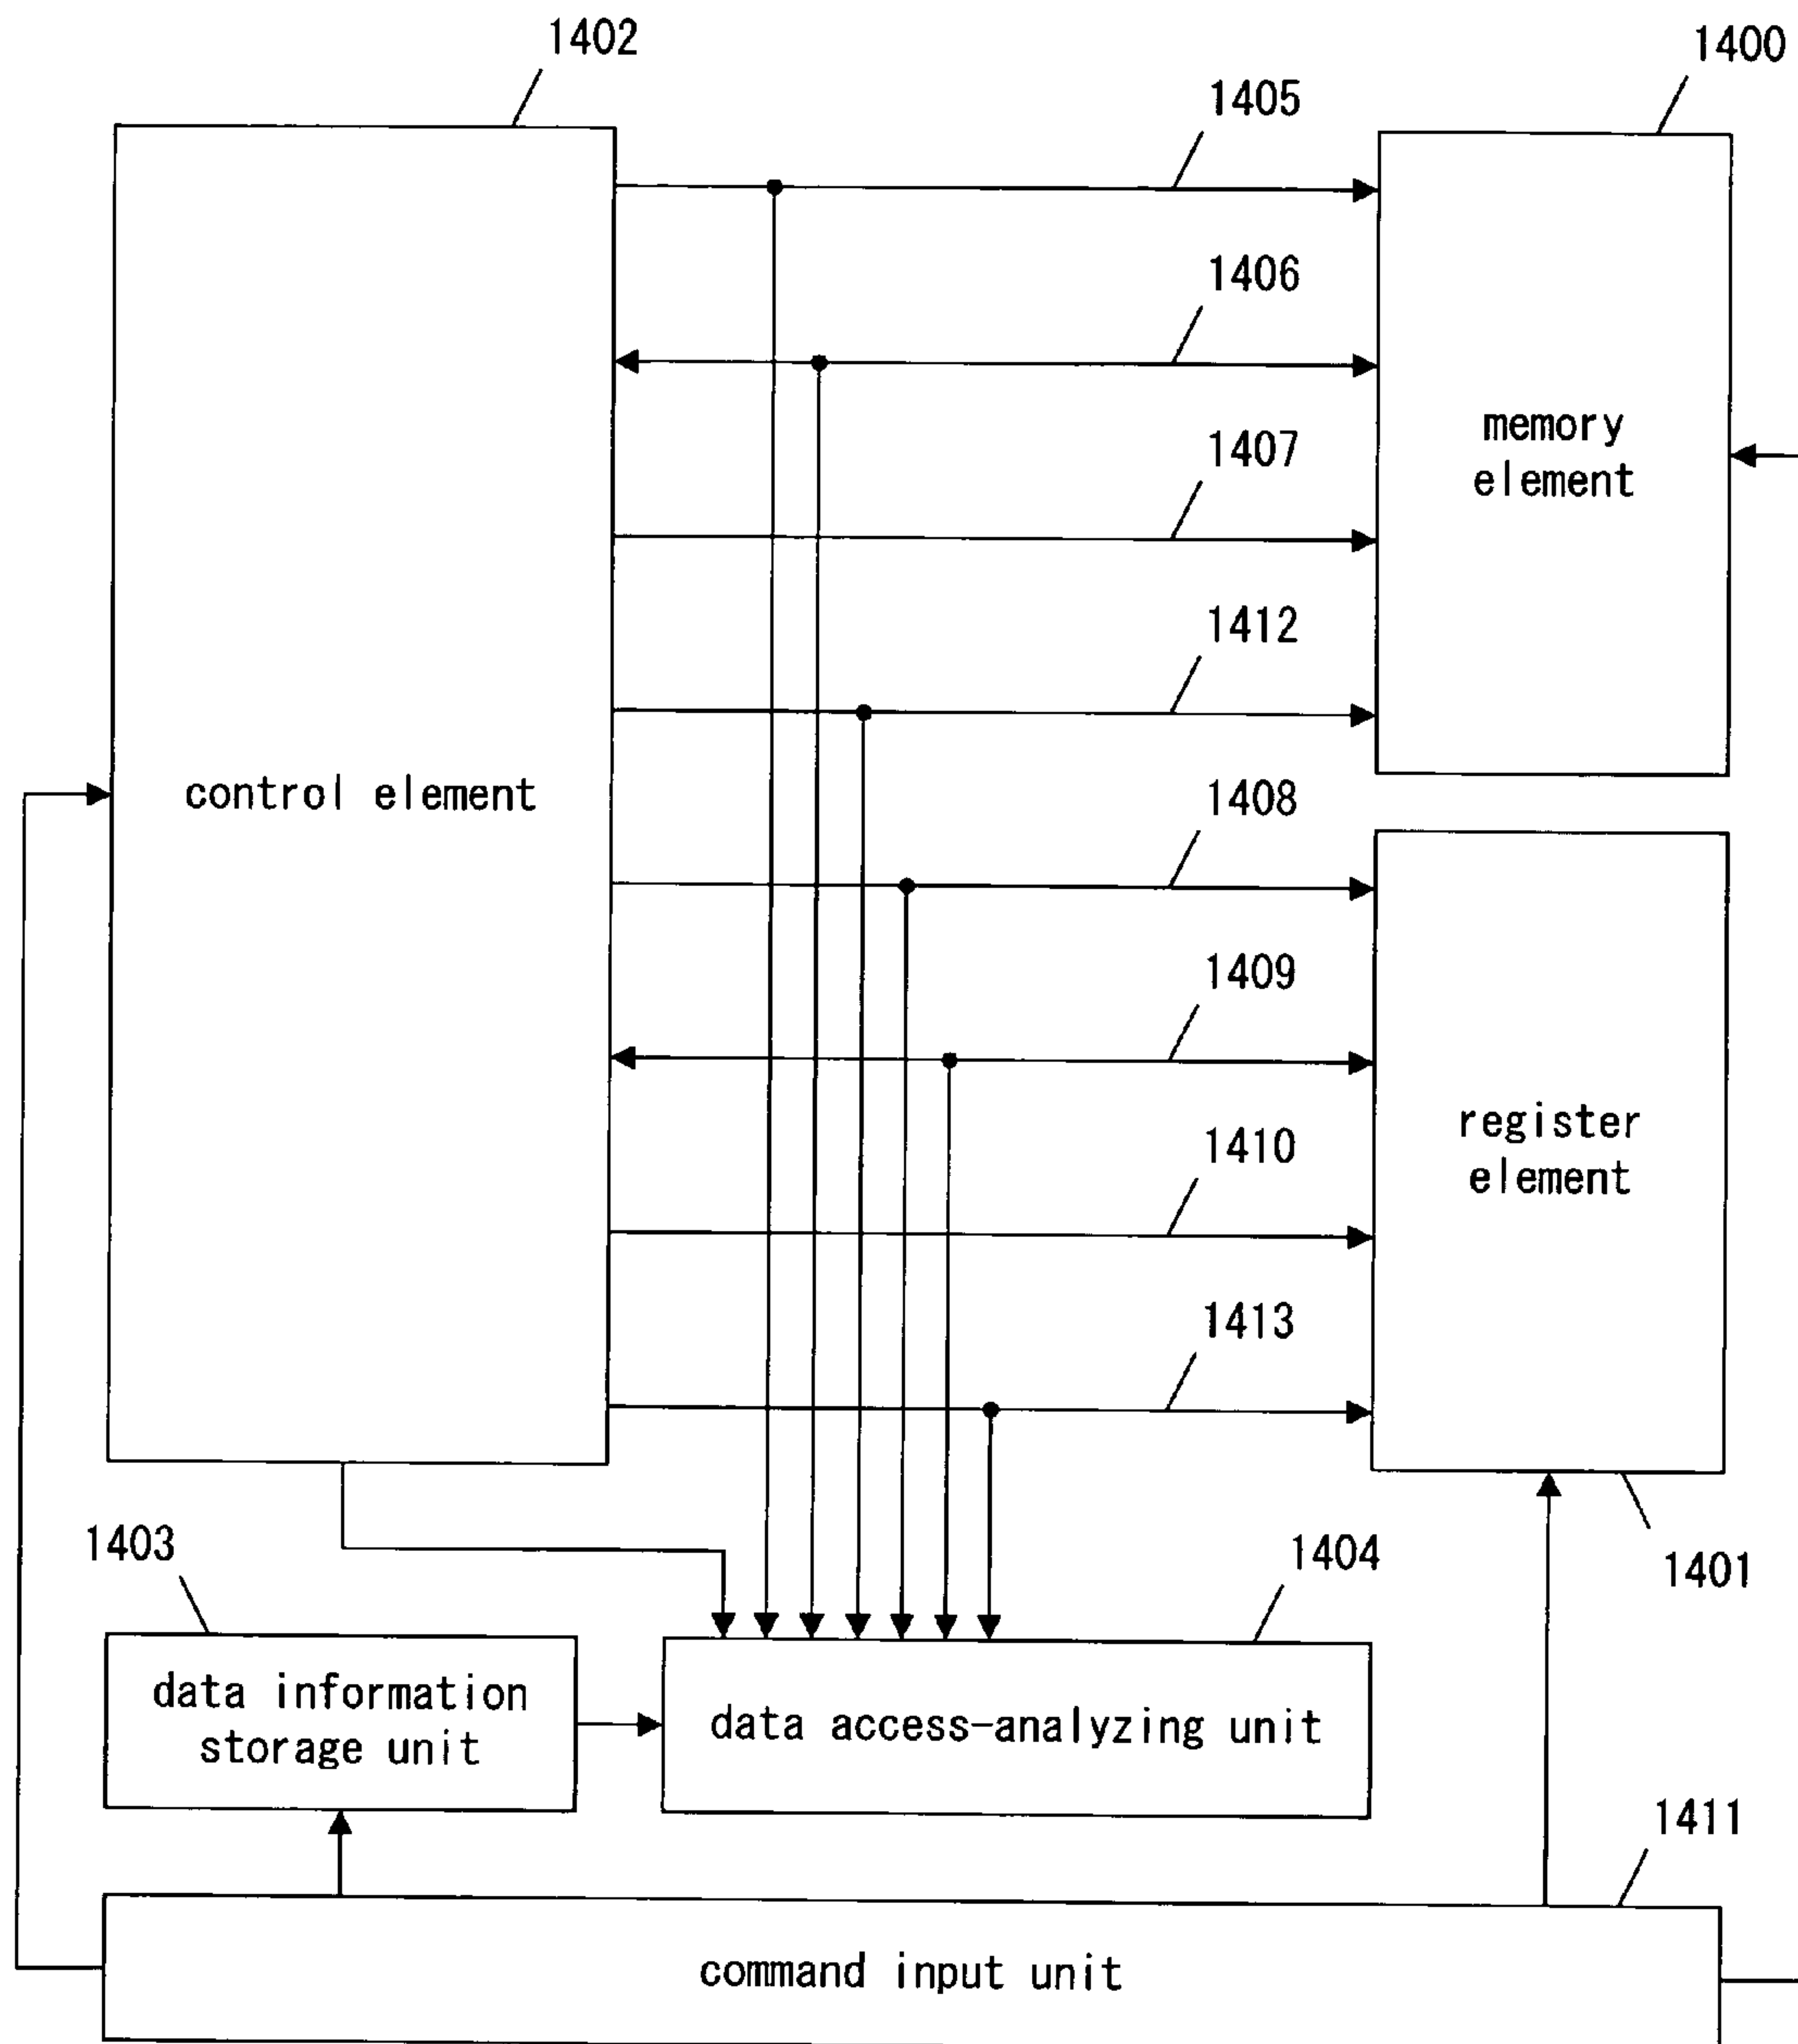 1402
1400
1405
1406
memory
element
1407
1412
control element
1408
1409
register
element
1410
1413
1403
1404
1401
data information
storage unit
data access-analyzing unit
1411
command input unit